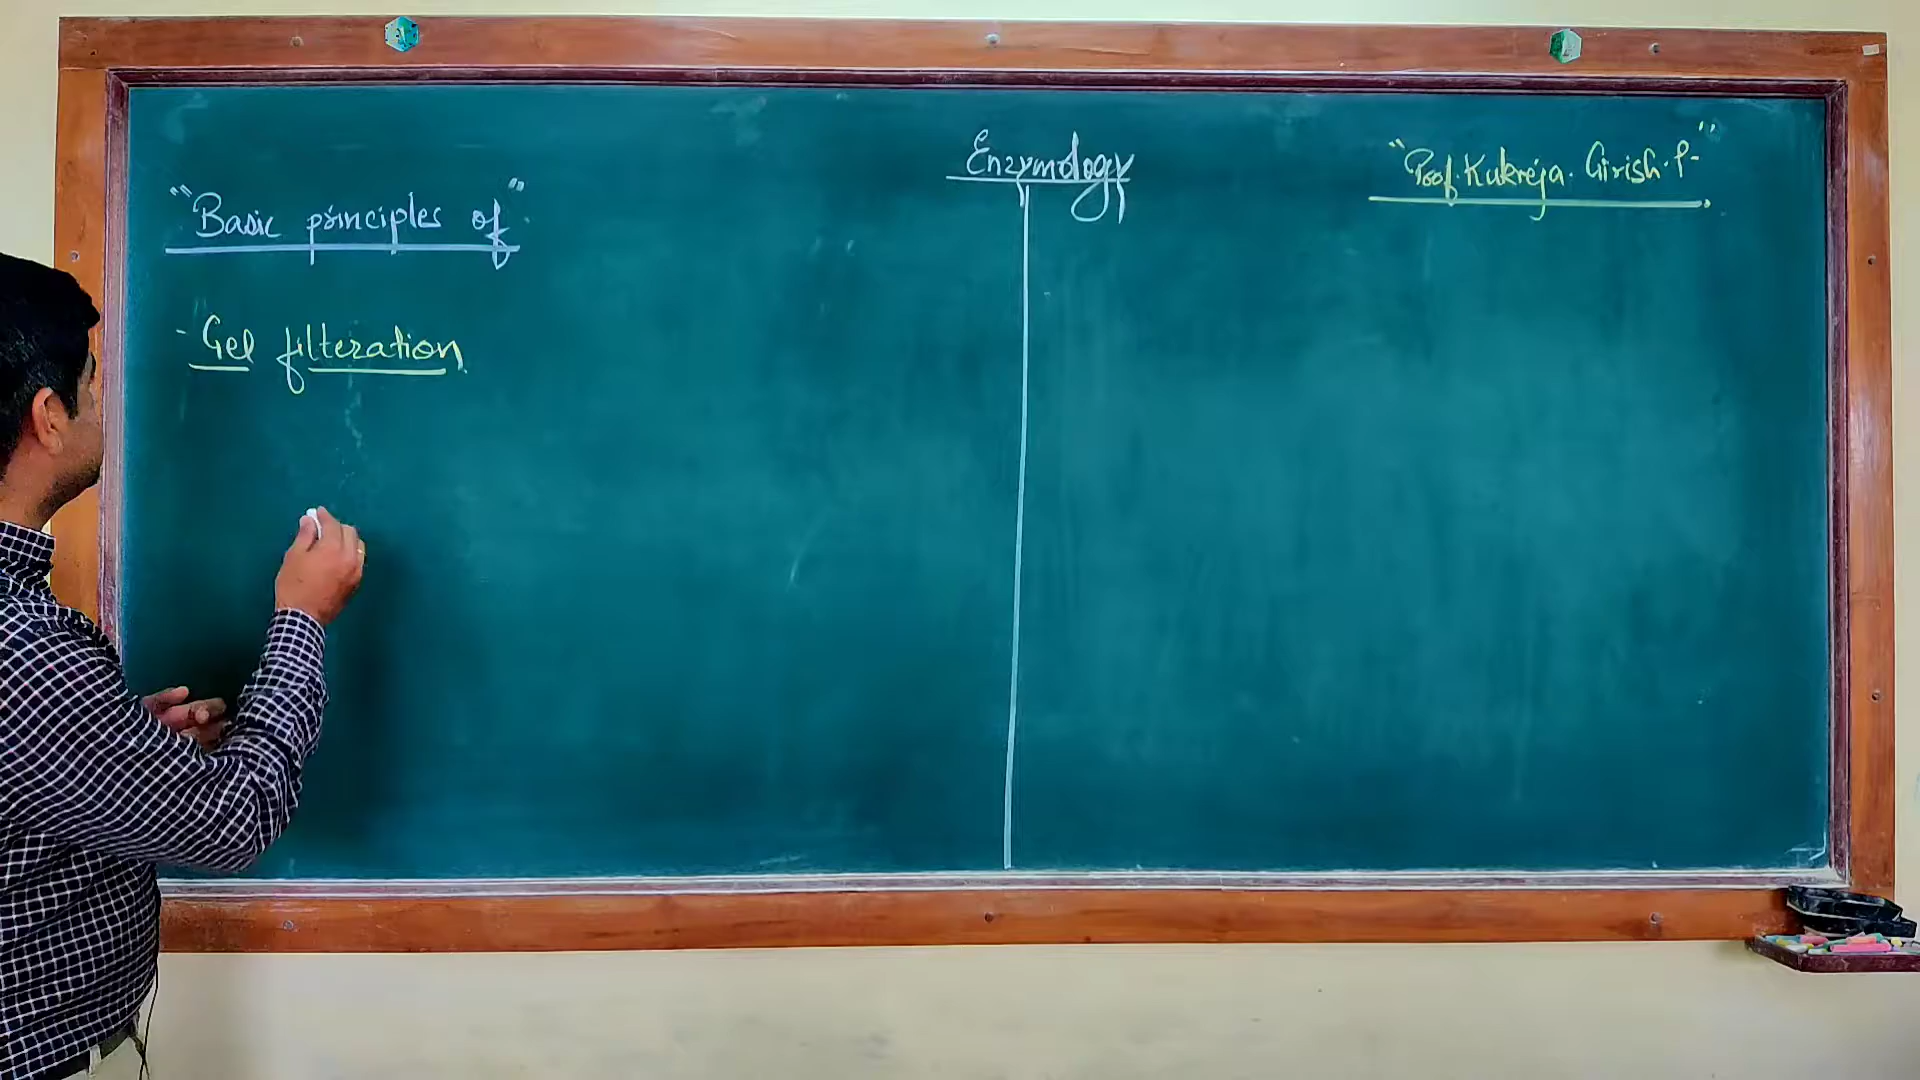 Enzymology
"Prof. Kukreja. Girish. P-"
"Basic principles of"
- Gel filteration